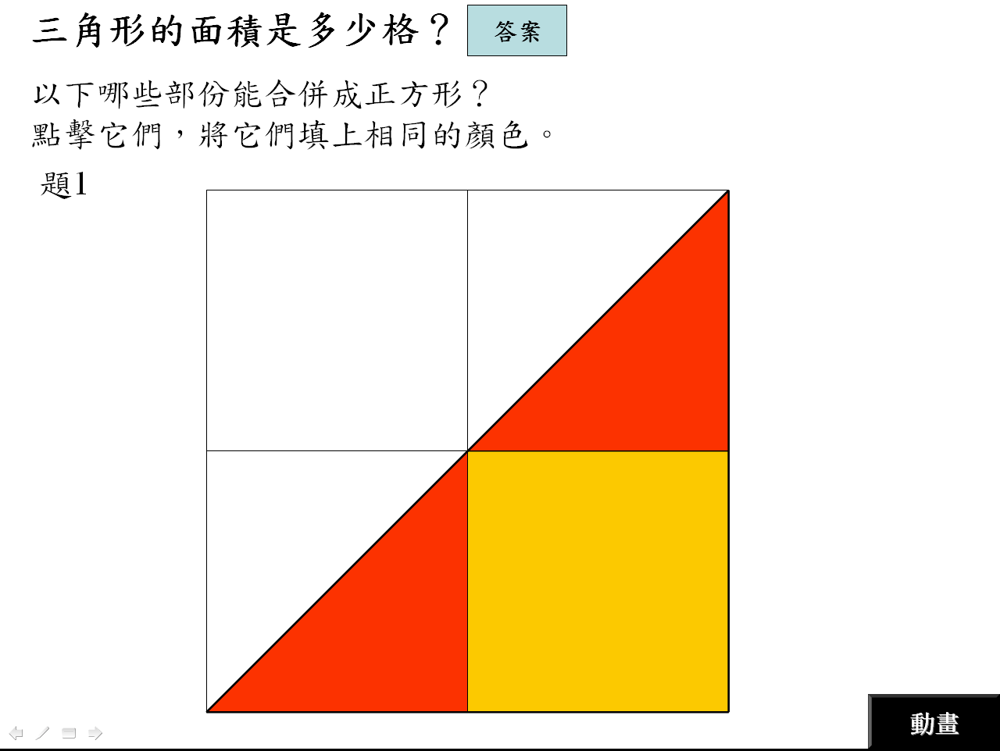 三角形的面積是多少格？
答案
以下哪些部份能合併成正方形？
點擊它們，將它們填上相同的顏色。
題1
動畫